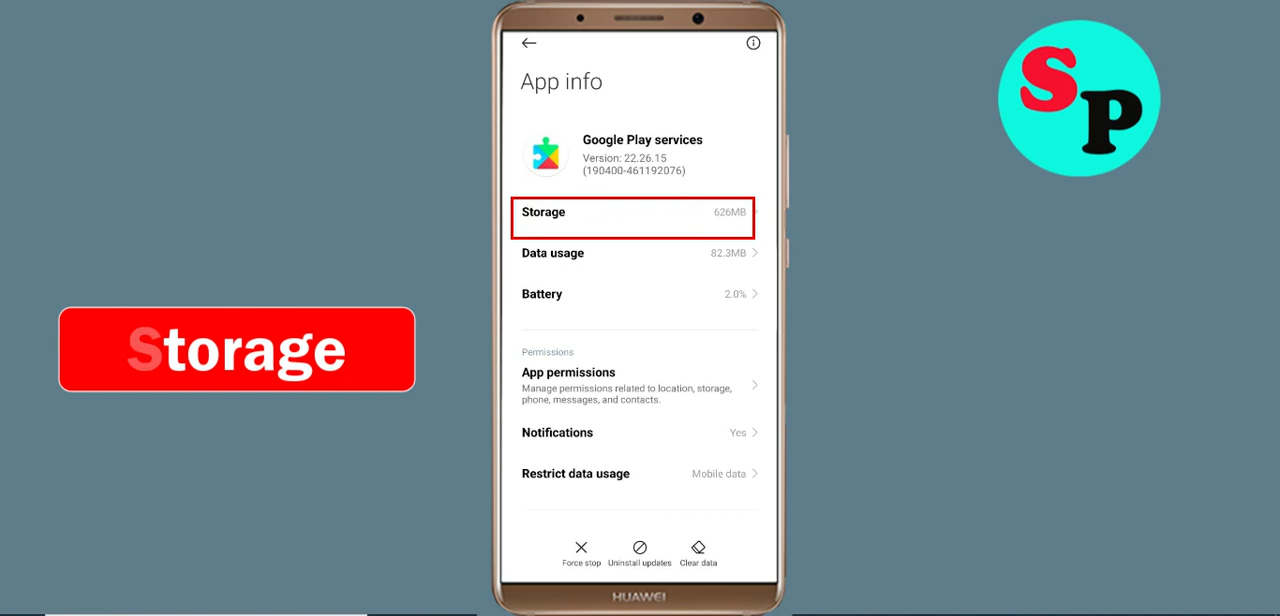 SP
App info
Google Play services
Version: 22.26.15
(190400-461192076)
Storage 626MB
Data usage 82.3MB
Battery 2.0%
Storage
Permissions
App permissions
Manage permissions related to location, storage,
phone, messages, and contacts.
Notifications Yes
Restrict data usage Mobile data
Force stop Uninstall updates Clear data
HUAWEI